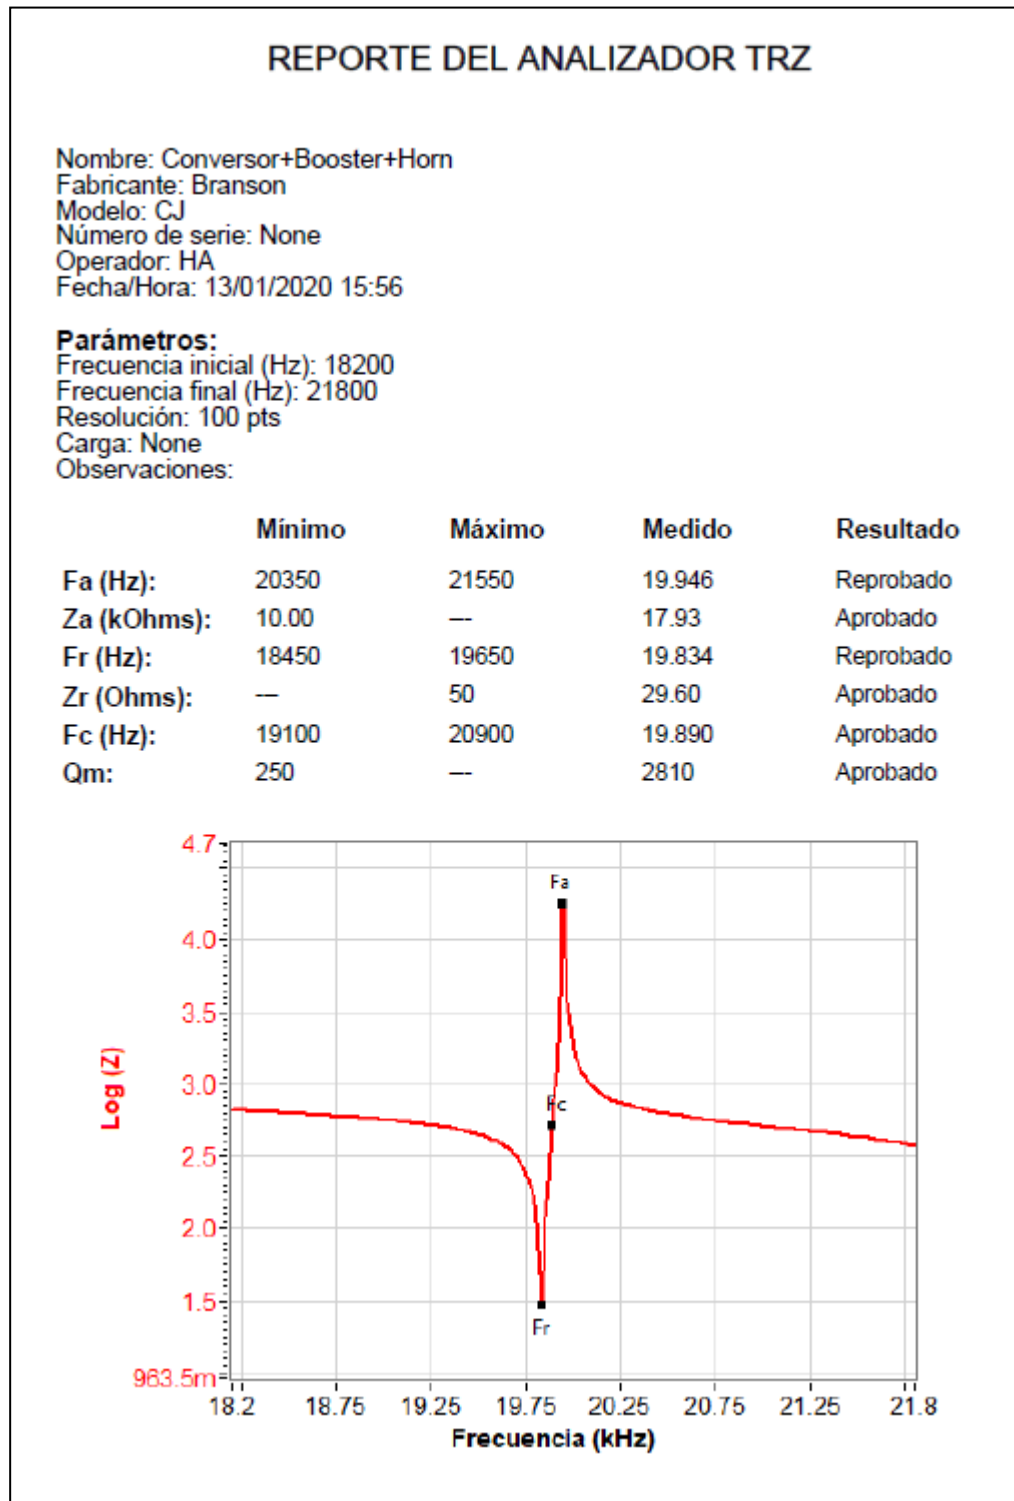 REPORTE DEL ANALIZADOR TRZ
Nombre: Conversor+Booster+Horn
Fabricante: Branson
Modelo: CJ
Número de serie: None
Operador: HA
Fecha/Hora: 13/01/2020 15:56
Parámetros:
Frecuencia inicial (Hz): 18200
Frecuencia final (Hz): 21800
Resolución: 100 pts
Carga: None
Observaciones:
Mínimo Máximo Medido Resultado
Fa (Hz): 20350 21550 19.946 Reprobado
Za (kOhms): 10.00 --- 17.93 Aprobado
Fr (Hz): 18450 19650 19.834 Reprobado
Zr (Ohms): --- 50 29.60 Aprobado
Fc (Hz): 19100 20900 19.890 Aprobado
Qm: 250 --- 2810 Aprobado
4.7
Fa
4.0
3.5
Log (Z)
3.0
Fc
2.5
2.0
1.5
Fr
963.5m
18.2 18.75 19.25 19.75 20.25 20.75 21.25 21.8
Frecuencia (kHz)